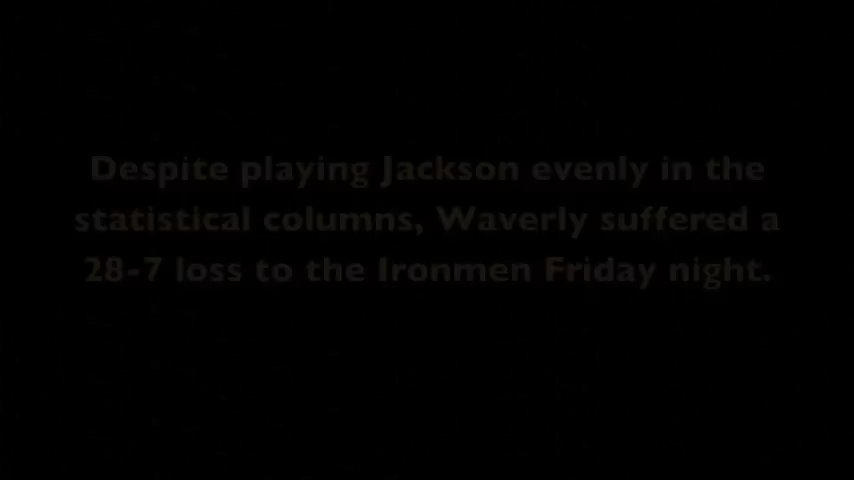 Despite playing Jackson evenly in the
statistical columns, Waverly suffered a
28-7 loss to the Ironmen Friday night.